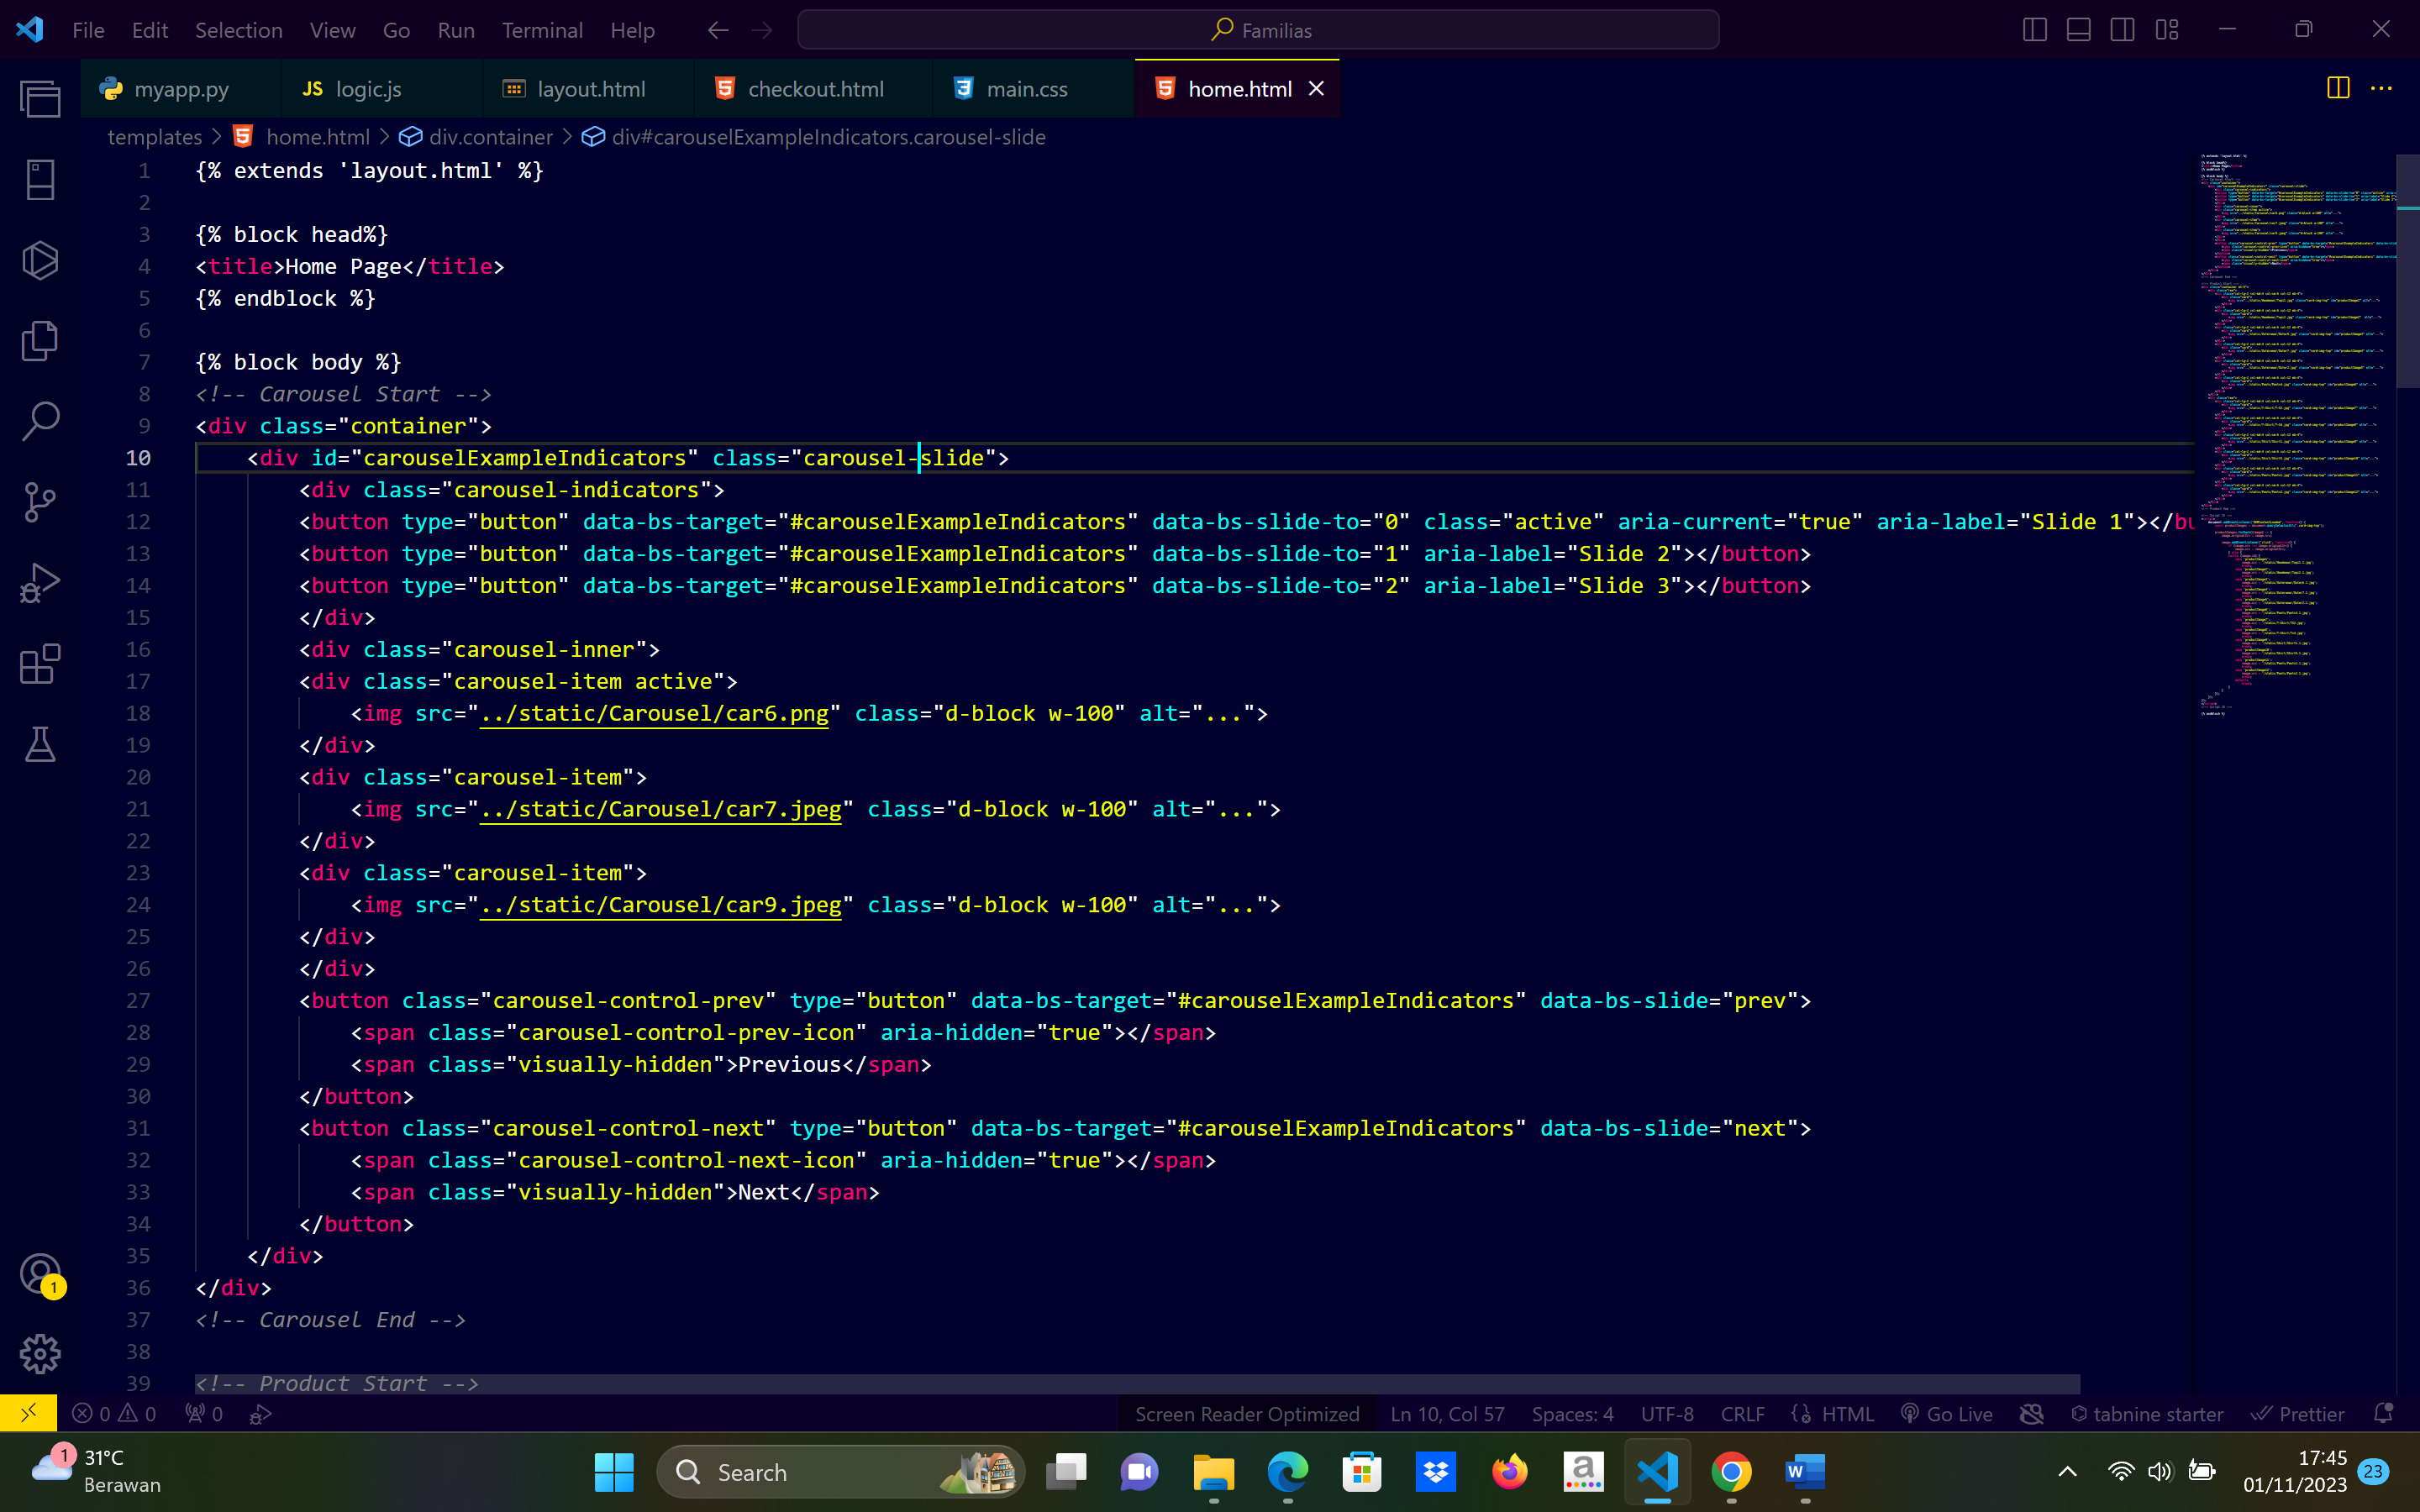 File Edit Selection View Go Run Terminal Help
Familias
myapp.py
JS logic.js
layout.html
checkout.html
main.css
home.html
templates > home.html > div.container > div#carouselExampleIndicators.carousel-slide
1 {% extends 'layout.html' %}
2
3 {% block head%}
4 <title>Home Page</title>
5 {% endblock %}
6
7 {% block body %}
8 <!-- Carousel Start -->
9 <div class="container">
10 <div id="carouselExampleIndicators" class="carousel-slide">
11 <div class="carousel-indicators">
12 <button type="button" data-bs-target="#carouselExampleIndicators" data-bs-slide-to="0" class="active" aria-current="true" aria-label="Slide 1"></bu
13 <button type="button" data-bs-target="#carouselExampleIndicators" data-bs-slide-to="1" aria-label="Slide 2"></button>
14 <button type="button" data-bs-target="#carouselExampleIndicators" data-bs-slide-to="2" aria-label="Slide 3"></button>
15 </div>
16 <div class="carousel-inner">
17 <div class="carousel-item active">
18 <img src="../static/Carousel/car6.png" class="d-block w-100" alt="...">
19 </div>
20 <div class="carousel-item">
21 <img src="../static/Carousel/car7.jpeg" class="d-block w-100" alt="...">
22 </div>
23 <div class="carousel-item">
24 <img src="../static/Carousel/car9.jpeg" class="d-block w-100" alt="...">
25 </div>
26 </div>
27 <button class="carousel-control-prev" type="button" data-bs-target="#carouselExampleIndicators" data-bs-slide="prev">
28 <span class="carousel-control-prev-icon" aria-hidden="true"></span>
29 <span class="visually-hidden">Previous</span>
30 </button>
31 <button class="carousel-control-next" type="button" data-bs-target="#carouselExampleIndicators" data-bs-slide="next">
32 <span class="carousel-control-next-icon" aria-hidden="true"></span>
33 <span class="visually-hidden">Next</span>
34 </button>
35 </div>
36 </div>
37 <!-- Carousel End -->
38
39 <!-- Product Start -->
1
0 0 0 Screen Reader Optimized Ln 10, Col 57 Spaces: 4 UTF-8 CRLF HTML Go Live tabnine starter Prettier
1 31°C
Berawan
Search
17:45
01/11/2023
23